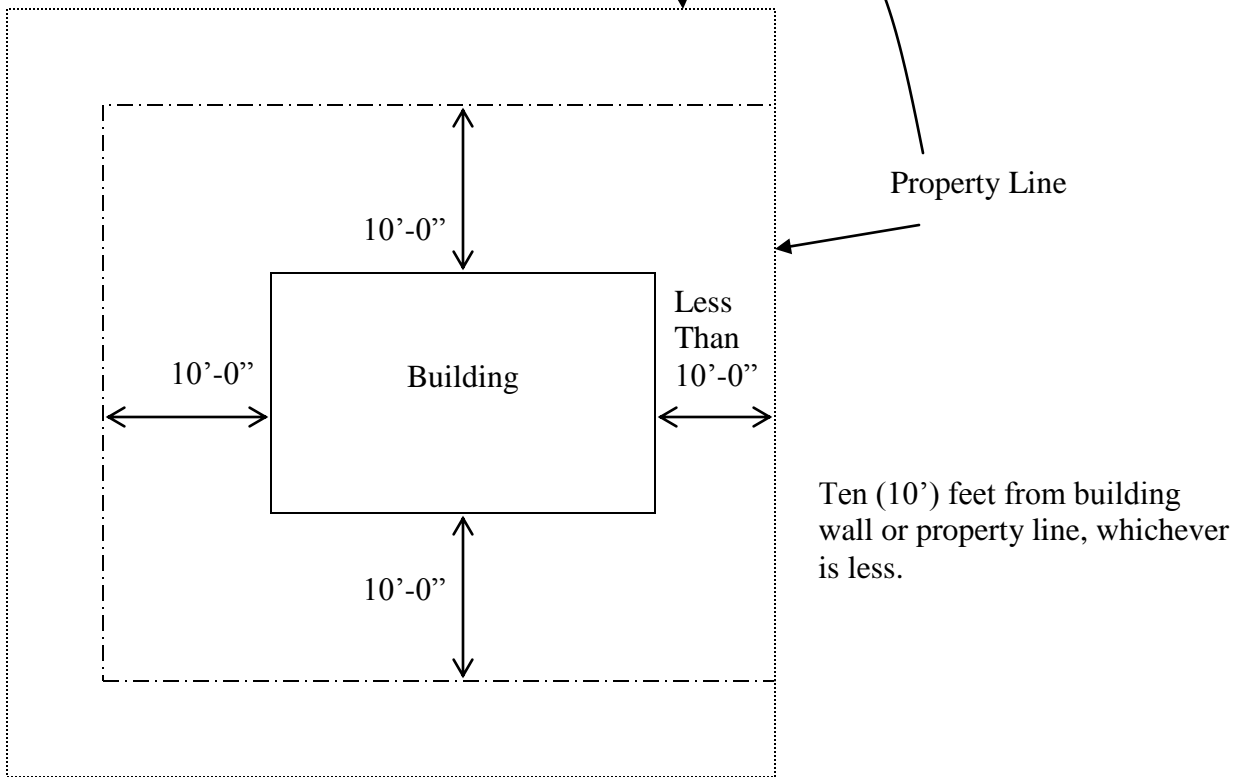 Property Line
10’-0”
Less
Than
10’-0”
10’-0”
Building
Ten (10’) feet from building
wall or property line, whichever
is less.
10’-0”